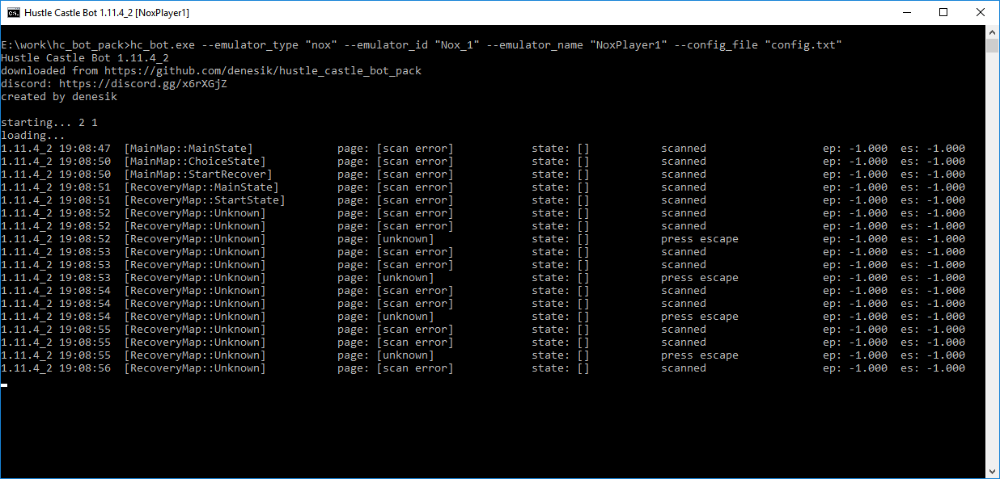 Hustle Castle Bot 1.11.4_2 [NoxPlayer1]
E:\work\hc_bot_pack>hc_bot.exe --emulator_type "nox" --emulator_id "Nox_1" --emulator_name "NoxPlayer1" --config_file "config.txt"
Hustle Castle Bot 1.11.4_2
downloaded from https://github.com/denesik/hustle_castle_bot_pack
discord: https://discord.gg/x6rXGjZ
created by denesik
starting... 2 1
loading...
1.11.4_2 19:08:47 [MainMap::MainState] page: [scan error] state: [] scanned ep: -1.000 es: -1.000
1.11.4_2 19:08:50 [MainMap::ChoiceState] page: [scan error] state: [] scanned ep: -1.000 es: -1.000
1.11.4_2 19:08:50 [MainMap::StartRecover] page: [scan error] state: [] scanned ep: -1.000 es: -1.000
1.11.4_2 19:08:51 [RecoveryMap::MainState] page: [scan error] state: [] scanned ep: -1.000 es: -1.000
1.11.4_2 19:08:51 [RecoveryMap::StartState] page: [scan error] state: [] scanned ep: -1.000 es: -1.000
1.11.4_2 19:08:52 [RecoveryMap::Unknown] page: [scan error] state: [] scanned ep: -1.000 es: -1.000
1.11.4_2 19:08:52 [RecoveryMap::Unknown] page: [scan error] state: [] scanned ep: -1.000 es: -1.000
1.11.4_2 19:08:52 [RecoveryMap::Unknown] page: [unknown] state: [] press escape ep: -1.000 es: -1.000
1.11.4_2 19:08:53 [RecoveryMap::Unknown] page: [scan error] state: [] scanned ep: -1.000 es: -1.000
1.11.4_2 19:08:53 [RecoveryMap::Unknown] page: [scan error] state: [] scanned ep: -1.000 es: -1.000
1.11.4_2 19:08:53 [RecoveryMap::Unknown] page: [unknown] state: [] press escape ep: -1.000 es: -1.000
1.11.4_2 19:08:54 [RecoveryMap::Unknown] page: [scan error] state: [] scanned ep: -1.000 es: -1.000
1.11.4_2 19:08:54 [RecoveryMap::Unknown] page: [scan error] state: [] scanned ep: -1.000 es: -1.000
1.11.4_2 19:08:54 [RecoveryMap::Unknown] page: [unknown] state: [] press escape ep: -1.000 es: -1.000
1.11.4_2 19:08:55 [RecoveryMap::Unknown] page: [scan error] state: [] scanned ep: -1.000 es: -1.000
1.11.4_2 19:08:55 [RecoveryMap::Unknown] page: [scan error] state: [] scanned ep: -1.000 es: -1.000
1.11.4_2 19:08:55 [RecoveryMap::Unknown] page: [unknown] state: [] press escape ep: -1.000 es: -1.000
1.11.4_2 19:08:56 [RecoveryMap::Unknown] page: [scan error] state: [] scanned ep: -1.000 es: -1.000